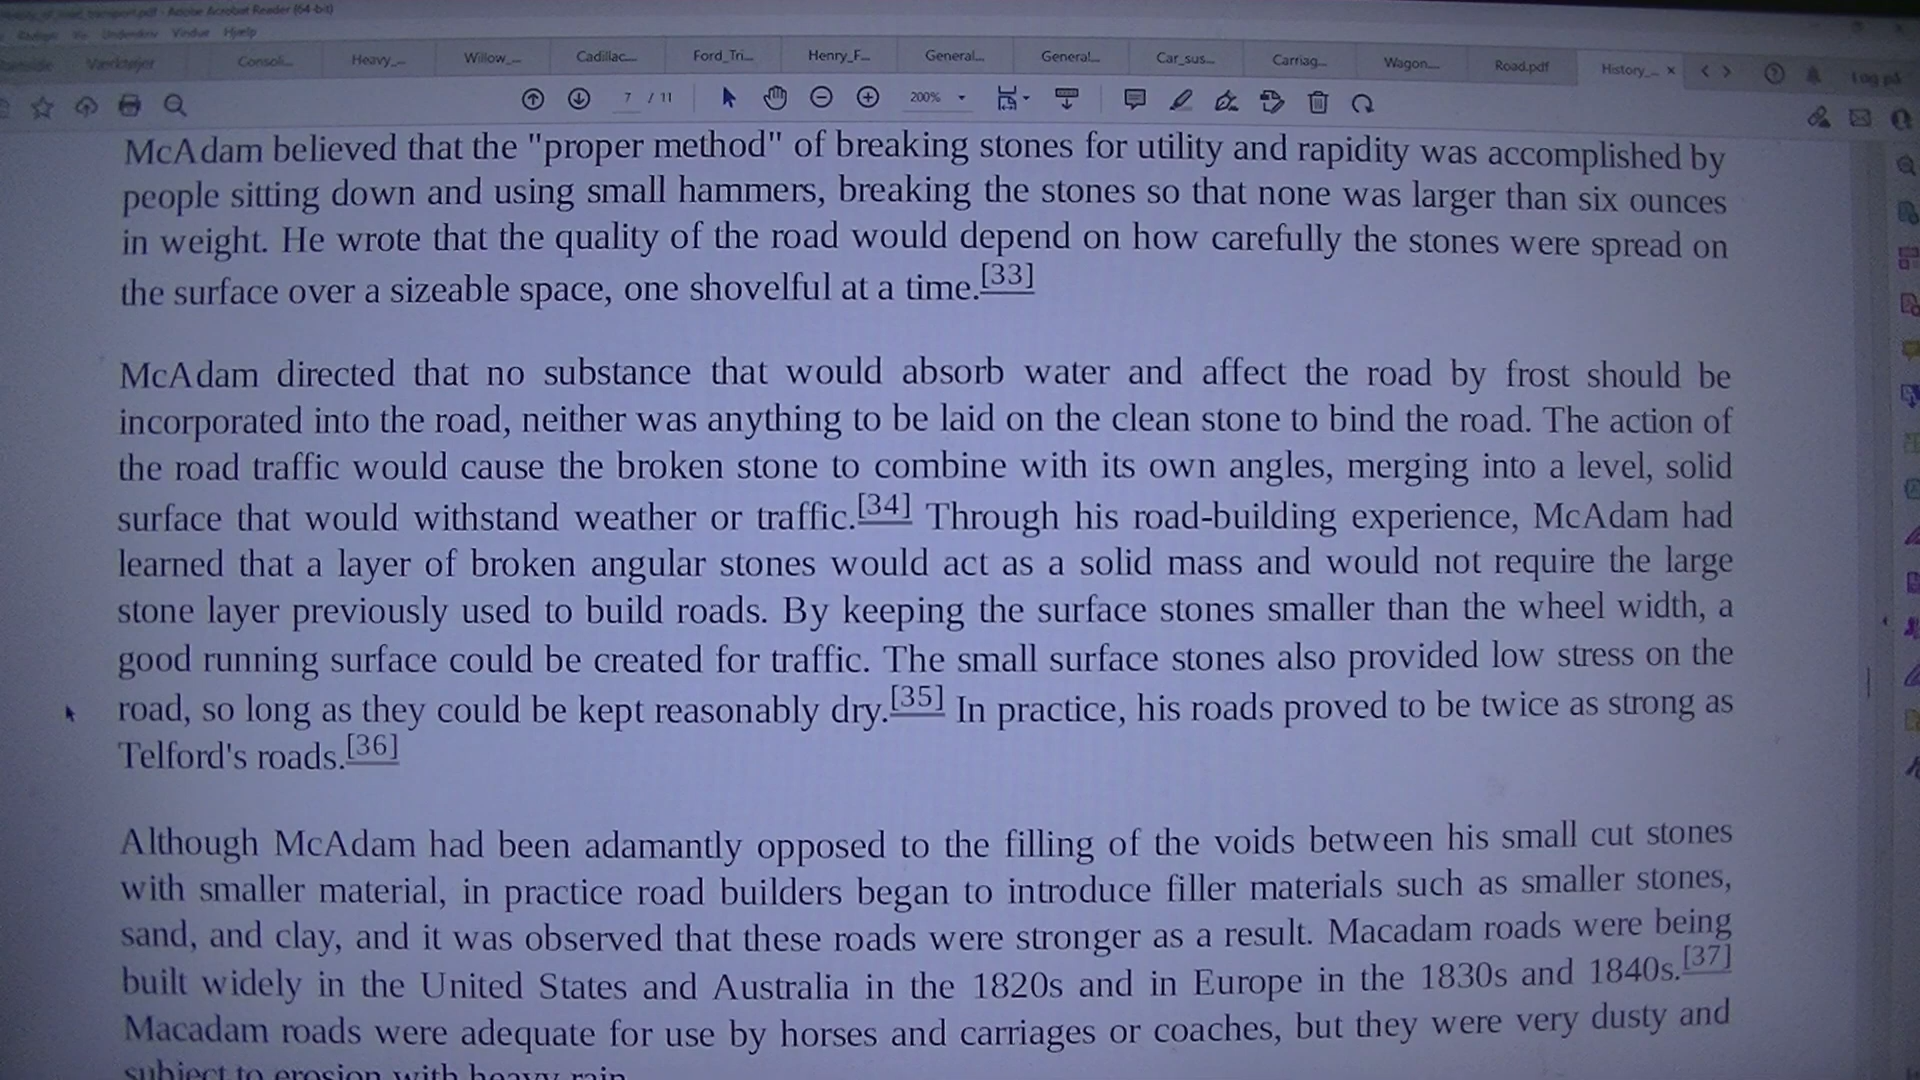 - Adobe Acrobat Reader (64-bit)
Vindue Hjælp
Værktøjer Consoli... Heavy_... Willow_... Cadillac_... Ford_Tri... Henry_F... General... General... Car_sus... Carriag... Wagon_... Road.pdf History_... ×
Log på
7 / 11 200%
McAdam believed that the "proper method" of breaking stones for utility and rapidity was accomplished by
people sitting down and using small hammers, breaking the stones so that none was larger than six ounces
in weight. He wrote that the quality of the road would depend on how carefully the stones were spread on
the surface over a sizeable space, one shovelful at a time.[33]
McAdam directed that no substance that would absorb water and affect the road by frost should be
incorporated into the road, neither was anything to be laid on the clean stone to bind the road. The action of
the road traffic would cause the broken stone to combine with its own angles, merging into a level, solid
surface that would withstand weather or traffic.[34] Through his road-building experience, McAdam had
learned that a layer of broken angular stones would act as a solid mass and would not require the large
stone layer previously used to build roads. By keeping the surface stones smaller than the wheel width, a
good running surface could be created for traffic. The small surface stones also provided low stress on the
road, so long as they could be kept reasonably dry.[35] In practice, his roads proved to be twice as strong as
Telford's roads.[36]
Although McAdam had been adamantly opposed to the filling of the voids between his small cut stones
with smaller material, in practice road builders began to introduce filler materials such as smaller stones,
sand, and clay, and it was observed that these roads were stronger as a result. Macadam roads were being
built widely in the United States and Australia in the 1820s and in Europe in the 1830s and 1840s.[37]
Macadam roads were adequate for use by horses and carriages or coaches, but they were very dusty and
subject to erosion with heavy rain